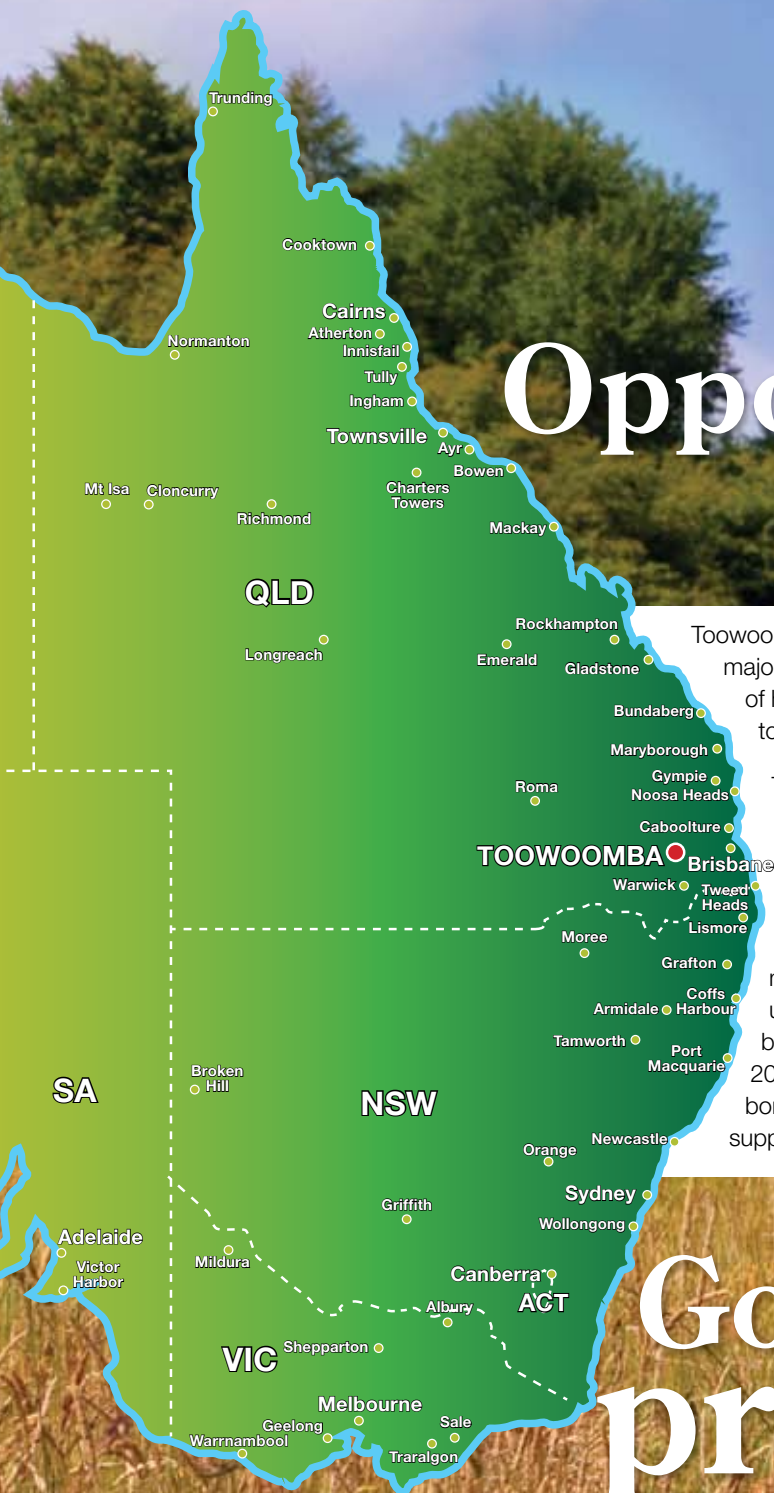 Trunding
Cooktown
Cairns
Atherton
Innisfail
Tully
Normanton
Ingham
Townsville
Ayr
Bowen
Charters
Towers
Mt Isa
Cloncurry
Richmond
Mackay
QLD
Rockhampton
Longreach
Emerald
Gladstone
Bundaberg
Maryborough
Gympie
Noosa Heads
Roma
Caboolture
TOOWOOMBA
Brisbane
Warwick
Tweed
Heads
Lismore
Moree
Grafton
Coffs
Harbour
Armidale
Tamworth
Port
Macquarie
Broken
Hill
SA
NSW
Newcastle
Orange
Sydney
Griffith
Wollongong
Adelaide
Victor
Harbor
Mildura
Canberra
ACT
Albury
VIC
Shepparton
Melbourne
Geelong
Sale
Warrnambool
Traralgon
Oppo
Toowoo
majo
of
to
b
20
bor
supp
Go
pr